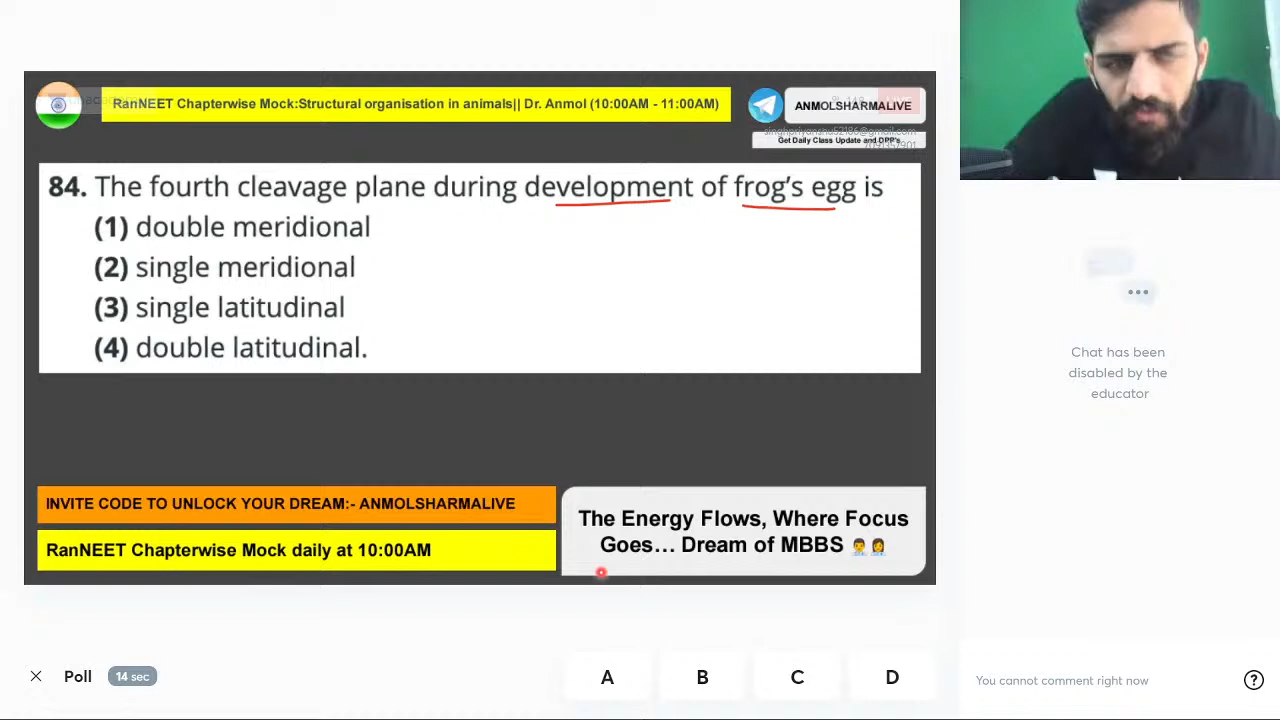 RanNEET Chapterwise Mock:Structural organisation in animals|| Dr. Anmol (10:00AM - 11:00AM)
ANMOLSHARMALIVE
Get Daily Class Update and DPP's
84. The fourth cleavage plane during development of frog's egg is
(1) double meridional
(2) single meridional
(3) single latitudinal
(4) double latitudinal.
INVITE CODE TO UNLOCK YOUR DREAM:- ANMOLSHARMALIVE
RanNEET Chapterwise Mock daily at 10:00AM
The Energy Flows, Where Focus
Goes... Dream of MBBS 👨‍⚕️👩‍⚕️
Chat has been
disabled by the
educator
Poll 14 sec
A B C D
You cannot comment right now